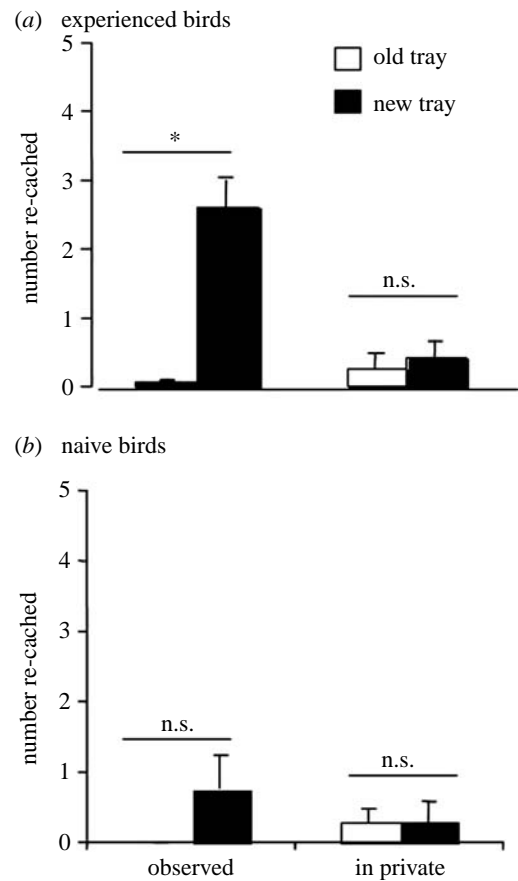 (a) experienced birds
5
4
3
2
1
0
number re-cached
old tray
new tray
*
n.s.
(b) naive birds
5
4
3
2
1
0
number re-cached
n.s.
n.s.
observed
in private